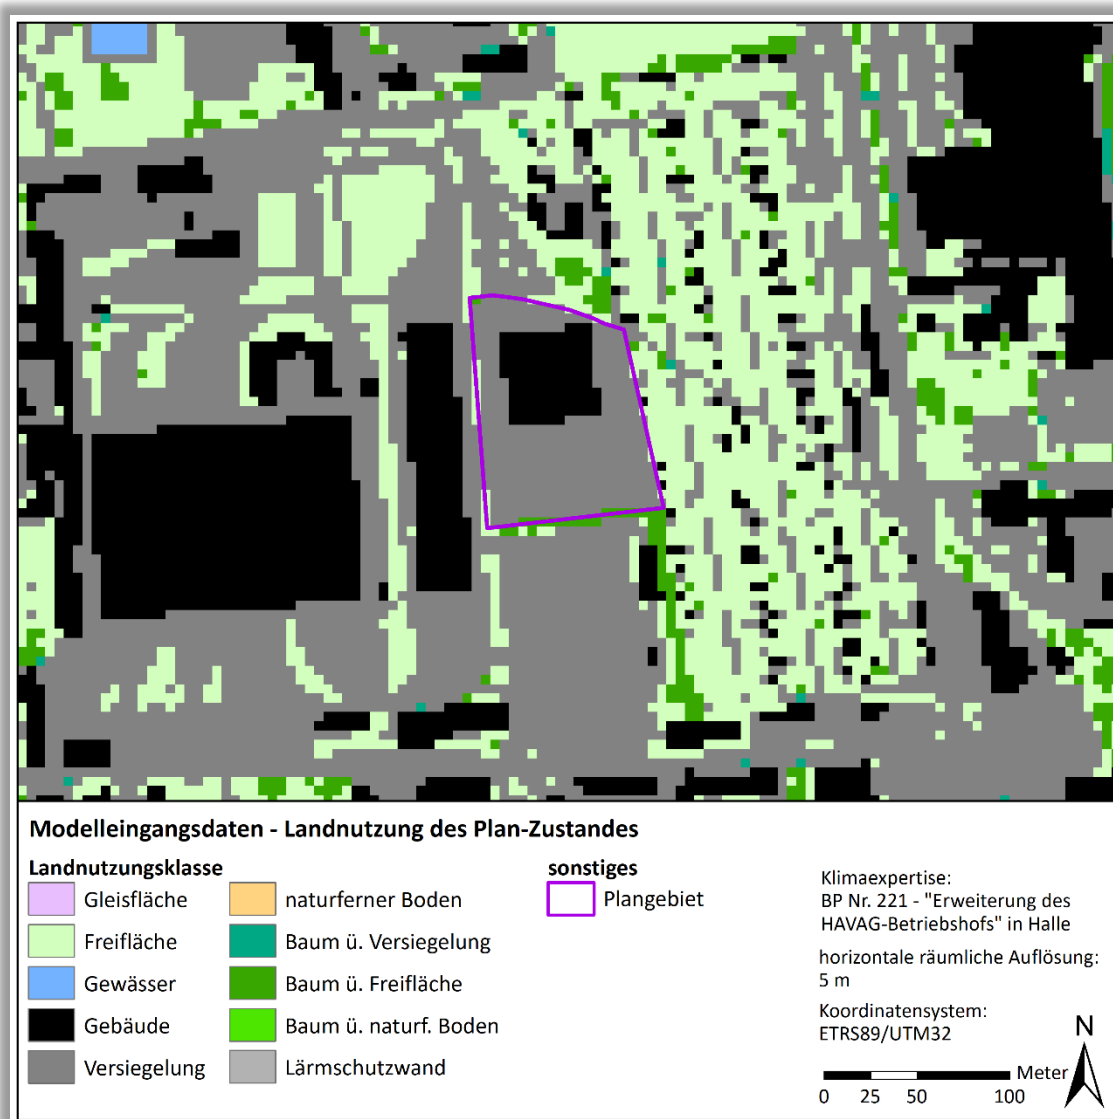 Modelleingangsdaten - Landnutzung des Plan-Zustandes
Landnutzungsklasse
Gleisfläche
Freifläche
Gewässer
Gebäude
Versiegelung
naturferner Boden
Baum ü. Versiegelung
Baum ü. Freifläche
Baum ü. naturf. Boden
Lärmschutzwand
sonstiges
Plangebiet
Klimaexpertise:
BP Nr. 221 - "Erweiterung des
HAVAG-Betriebshofs" in Halle
horizontale räumliche Auflösung:
5 m
Koordinatensystem:
ETRS89/UTM32
N
Meter
0 25 50 100